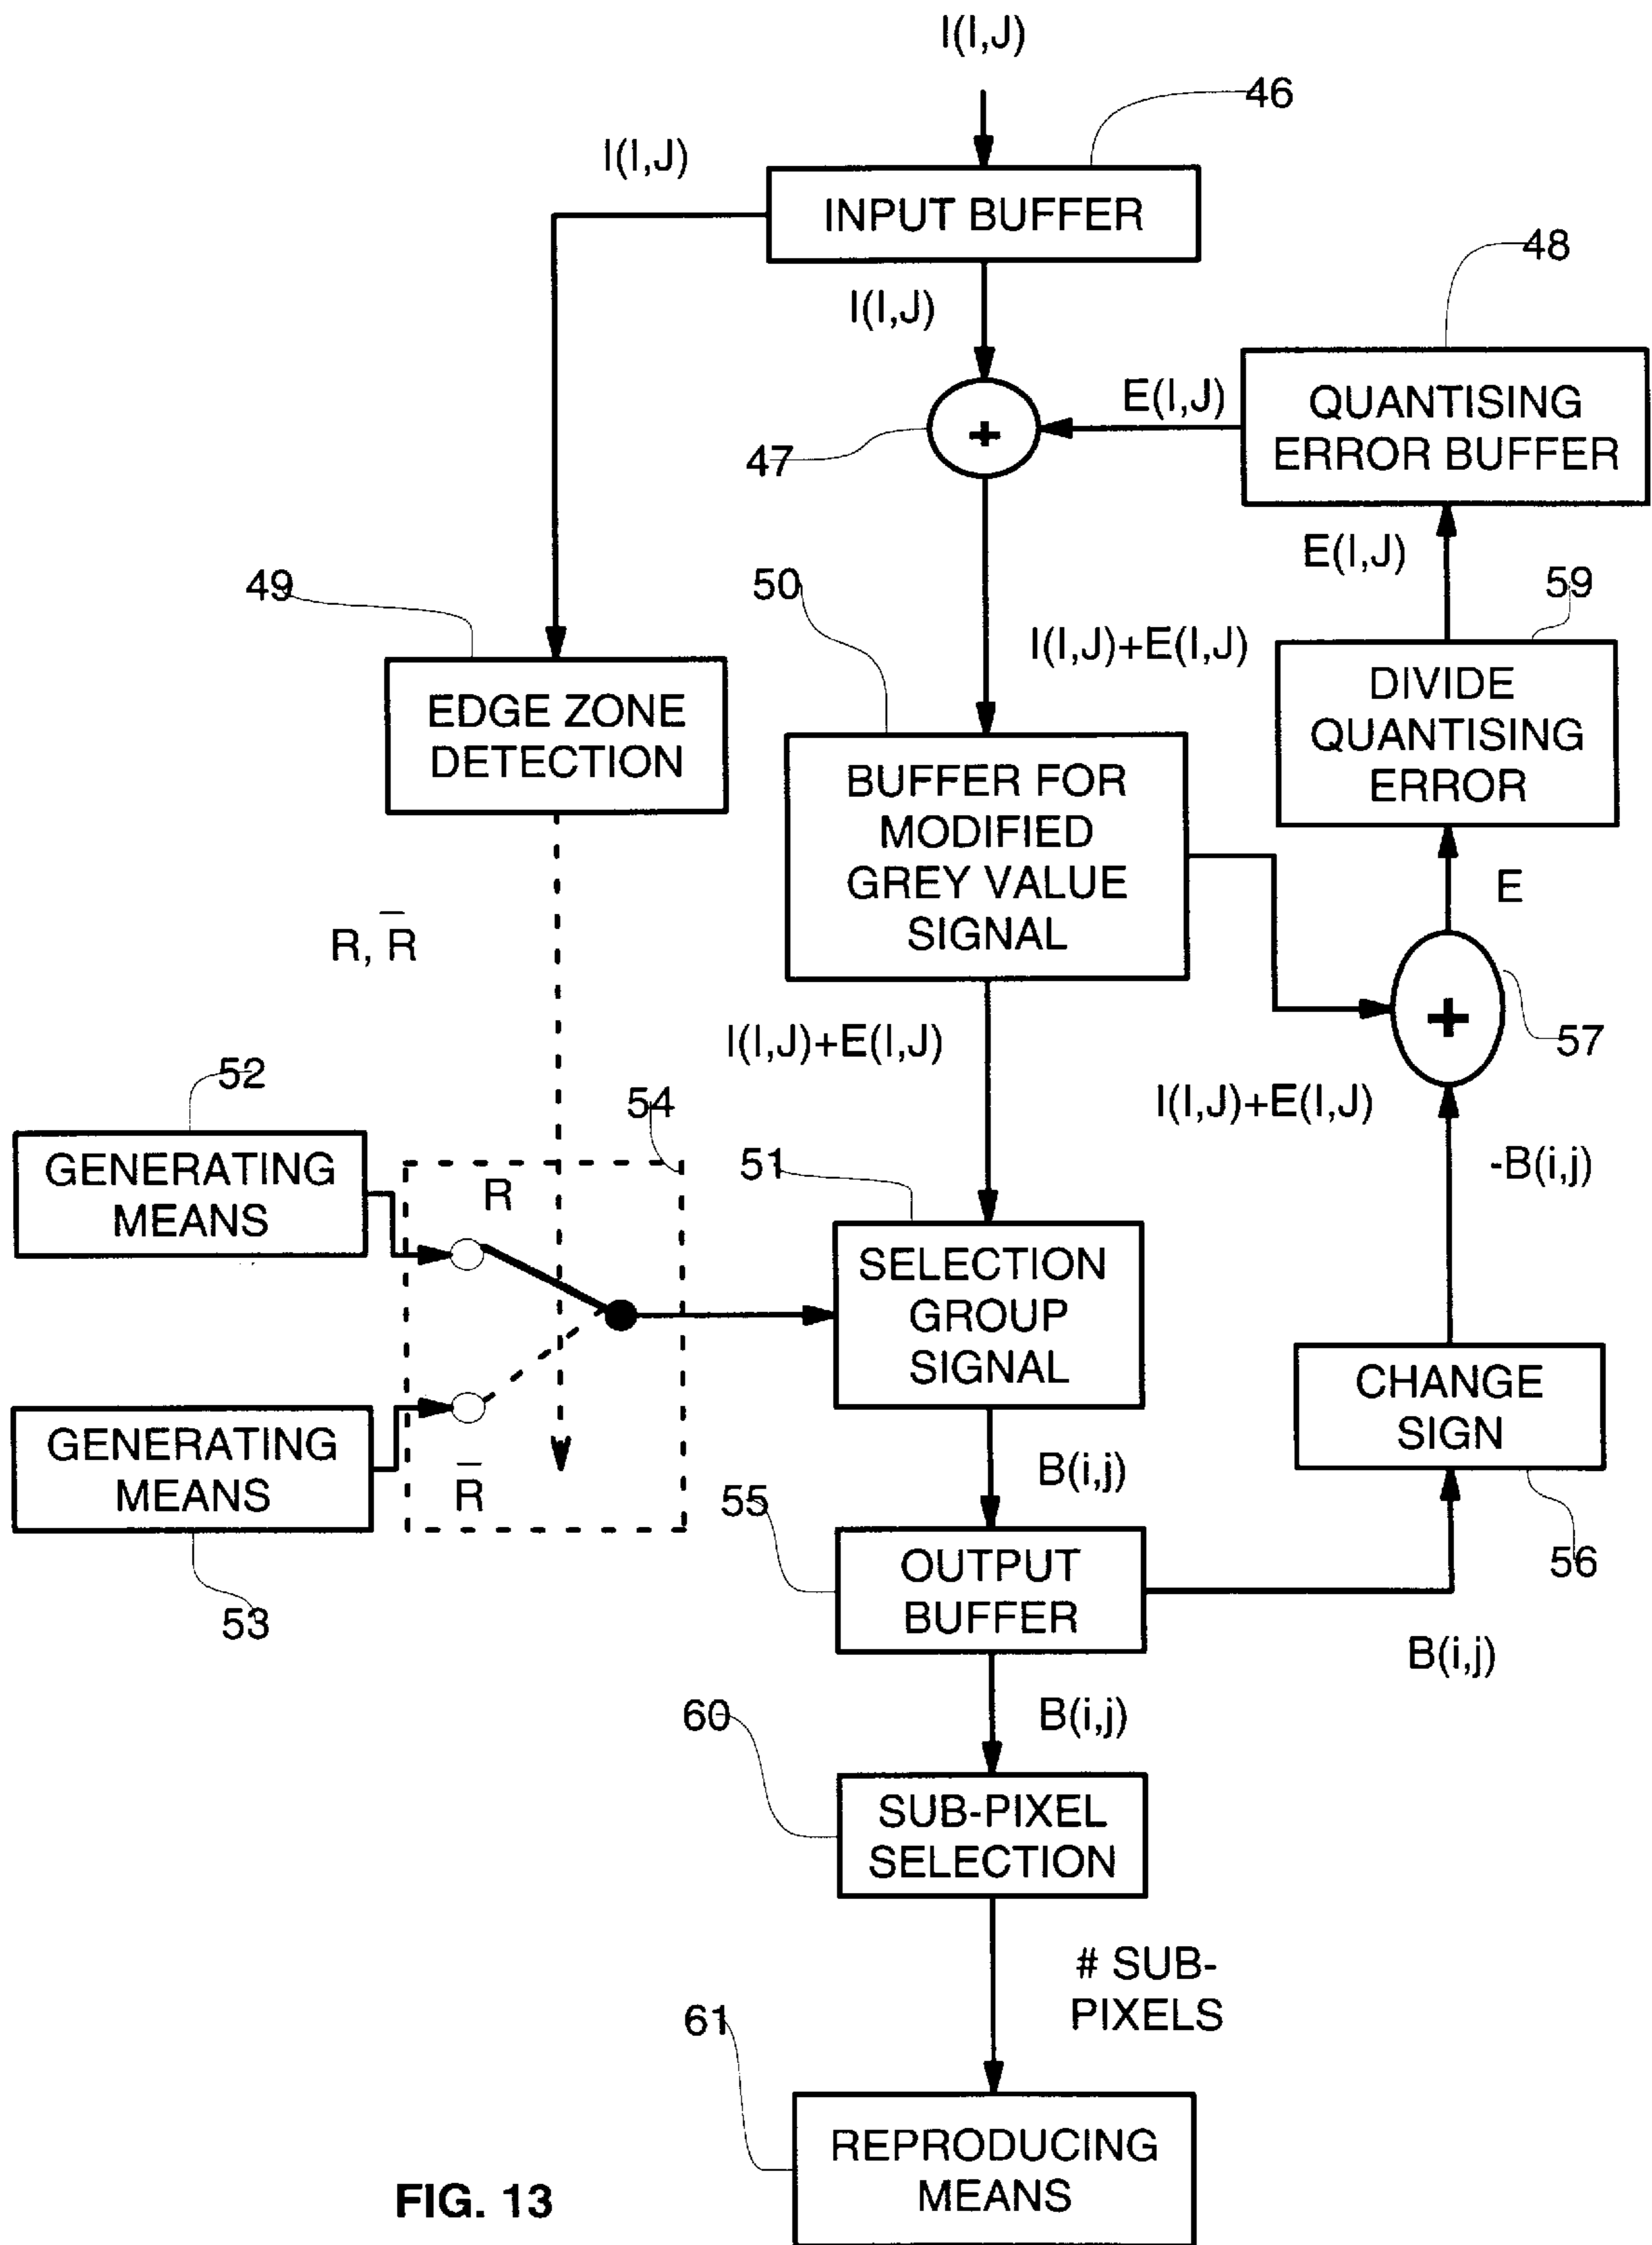 I(I,J)
46
I(I,J)
INPUT BUFFER
48
I(I,J)
E(I,J)
QUANTISING
ERROR BUFFER
+
47
E(I,J)
49
50
59
I(I,J)+E(I,J)
EDGE ZONE
DETECTION
DIVIDE
QUANTISING
ERROR
BUFFER FOR
MODIFIED
GREY VALUE
SIGNAL
E
R, R̅
+
57
I(I,J)+E(I,J)
52
54
I(I,J)+E(I,J)
51
-B(i,j)
GENERATING
MEANS
R
SELECTION
GROUP
SIGNAL
CHANGE
SIGN
GENERATING
MEANS
R̅
B(i,j)
55
56
53
OUTPUT
BUFFER
B(i,j)
60
B(i,j)
SUB-PIXEL
SELECTION
# SUB-
PIXELS
61
REPRODUCING
MEANS
FIG. 13